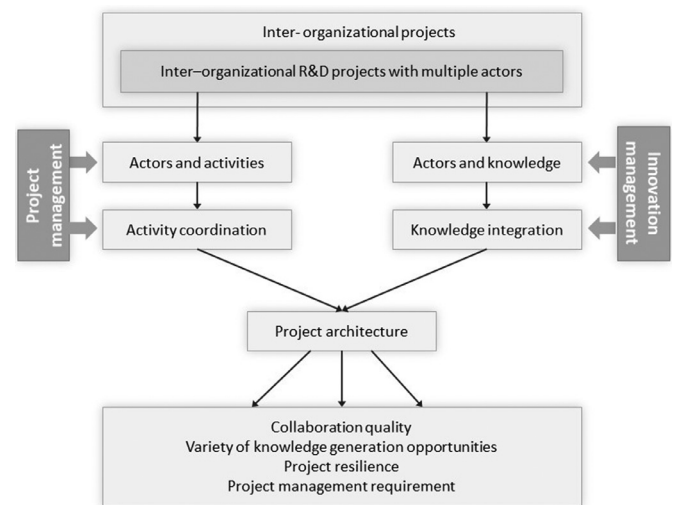 Inter- organizational projects
Inter–organizational R&D projects with multiple actors
Project
management
Actors and activities
Actors and knowledge
Innovation
management
Activity coordination
Knowledge integration
Project architecture
Collaboration quality
Variety of knowledge generation opportunities
Project resilience
Project management requirement